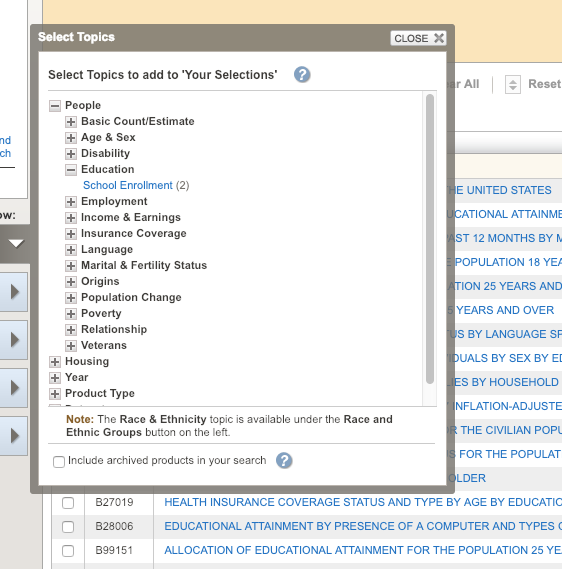 Select Topics
CLOSE
Select Topics to add to 'Your Selections'
?
People
Basic Count/Estimate
Age & Sex
Disability
Education
School Enrollment (2)
Employment
Income & Earnings
Insurance Coverage
Language
Marital & Fertility Status
Origins
Population Change
Poverty
Relationship
Veterans
Housing
Year
Product Type
Note: The Race & Ethnicity topic is available under the Race and
Ethnic Groups button on the left.
Include archived products in your search
?
nd
ch
ow:
ar All
Reset
HE UNITED STATES
UCATIONAL ATTAINME
AST 12 MONTHS BY M
E POPULATION 18 YEA
ATION 25 YEARS AND
5 YEARS AND OVER
US BY LANGUAGE SP
IDUALS BY SEX BY E
IES BY HOUSEHOLD
INFLATION-ADJUSTE
R THE CIVILIAN POPU
S FOR THE POPULAT
OLDER
B27019 HEALTH INSURANCE COVERAGE STATUS AND TYPE BY AGE BY EDUCATIO
B28006 EDUCATIONAL ATTAINMENT BY PRESENCE OF A COMPUTER AND TYPES O
B99151 ALLOCATION OF EDUCATIONAL ATTAINMENT FOR THE POPULATION 25 YE